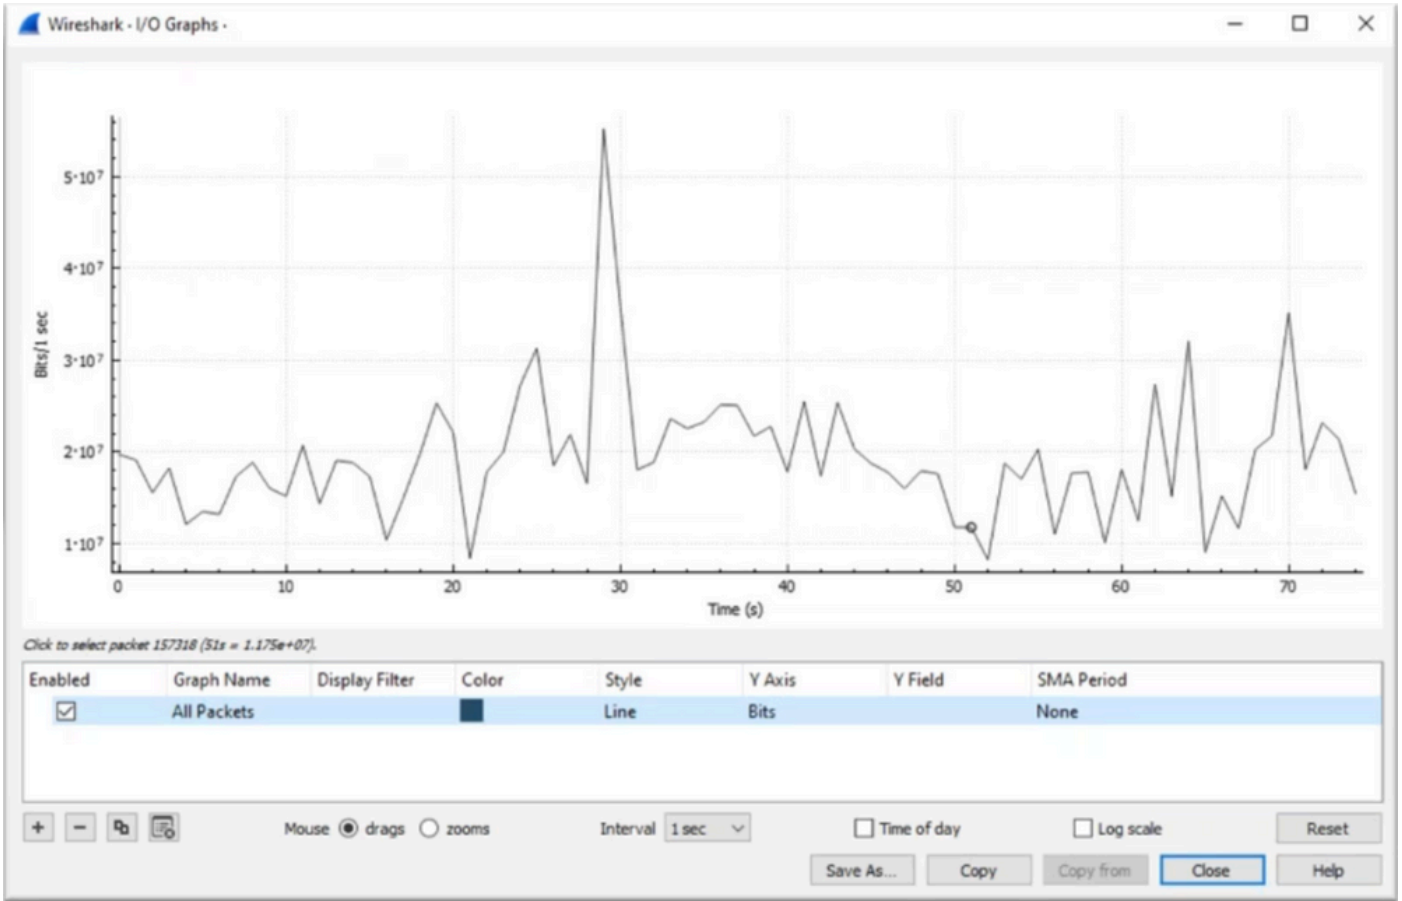 Wireshark · I/O Graphs ·
5·10⁷
4·10⁷
3·10⁷
2·10⁷
1·10⁷
Bits/1 sec
0 10 20 30 40 50 60 70
Time (s)
Click to select packet 157318 (51s = 1.175e+07).
Enabled Graph Name Display Filter Color Style Y Axis Y Field SMA Period
All Packets Line Bits None
Mouse drags zooms Interval 1 sec Time of day Log scale Reset
Save As... Copy Copy from Close Help